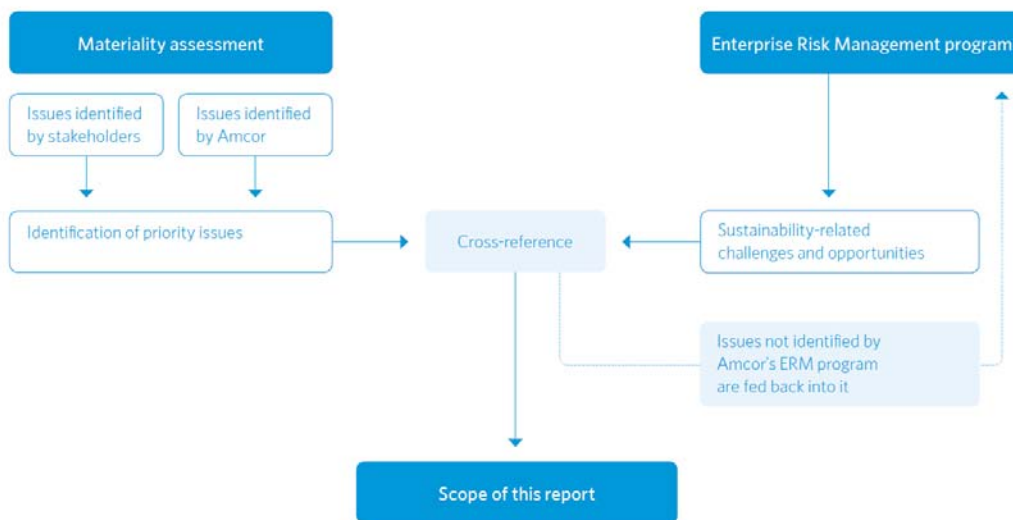 Materiality assessment
Enterprise Risk Management program
Issues identified
by stakeholders
Issues identified
by Amcor
Identification of priority issues
Cross-reference
Sustainability-related
challenges and opportunities
Issues not identified by
Amcor's ERM program
are fed back into it
Scope of this report